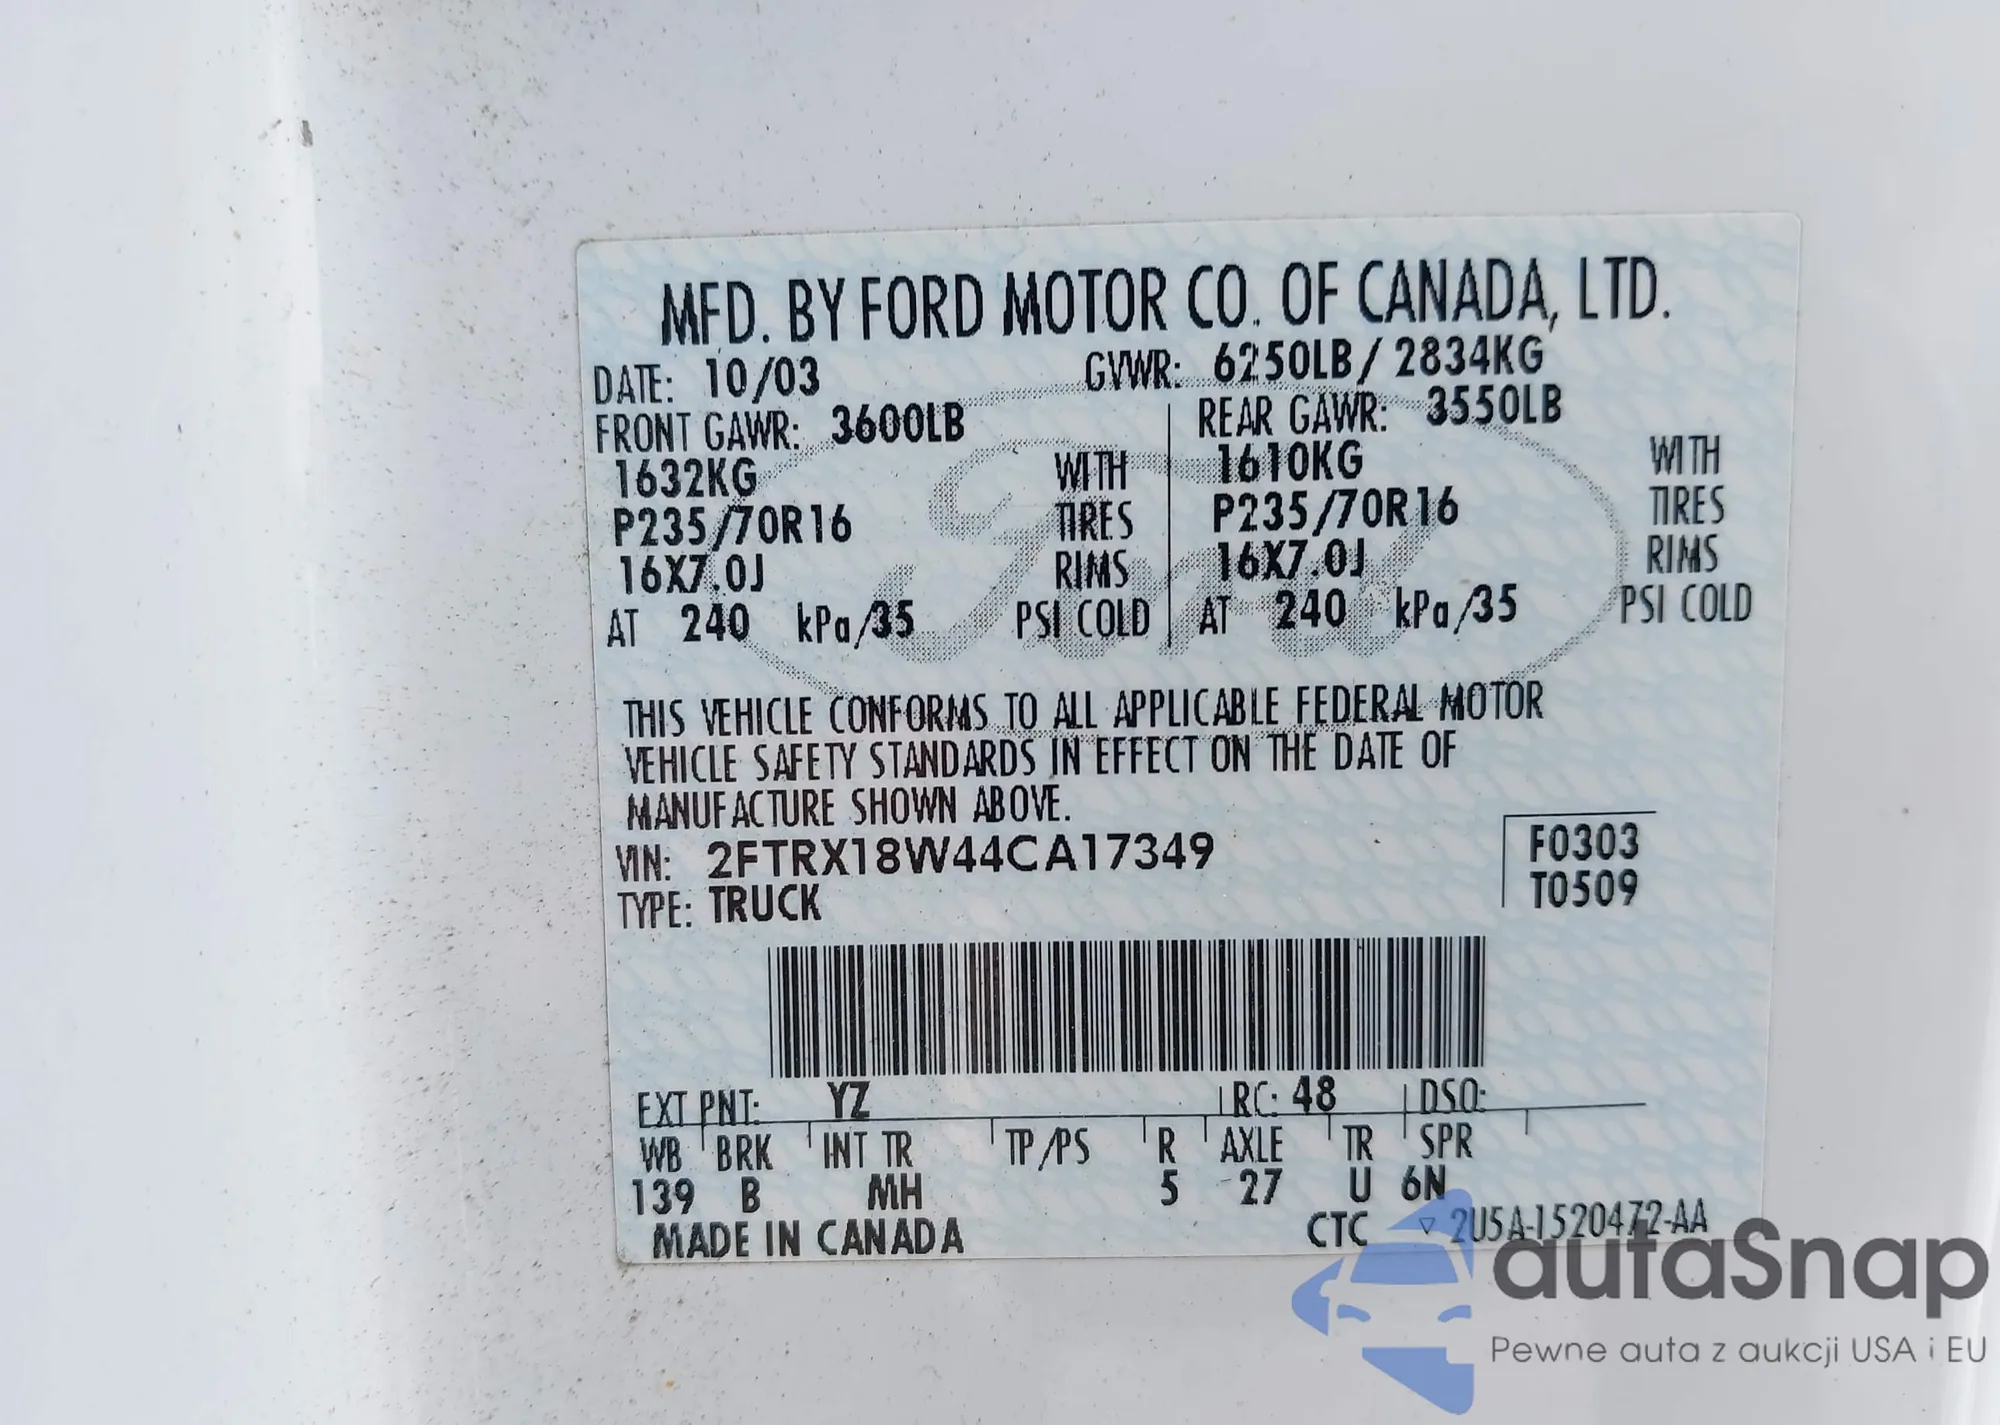 MFD. BY FORD MOTOR CO. OF CANADA, LTD.
DATE: 10/03 GVWR: 6250LB/2834KG
FRONT GAWR: 3600LB REAR GAWR: 3550LB
1632KG WITH 1610KG WITH
P235/70R16 TIRES P235/70R16 TIRES
16X7.0J RIMS 16X7.0J RIMS
AT 240 kPa/35 PSI COLD AT 240 kPa/35 PSI COLD
Ford
THIS VEHICLE CONFORMS TO ALL APPLICABLE FEDERAL MOTOR
VEHICLE SAFETY STANDARDS IN EFFECT ON THE DATE OF
MANUFACTURE SHOWN ABOVE.
VIN: 2FTRX18W44CA17349 F0303
TYPE: TRUCK T0509
EXT PNT: YZ RC: 48 DSO:
WB BRK INT TR TP/PS R AXLE TR SPR
139 B MH 5 27 U 6N
MADE IN CANADA CTC ▽ 2U5A-1520472-AA
autaSnap
Pewne auta z aukcji USA i EU